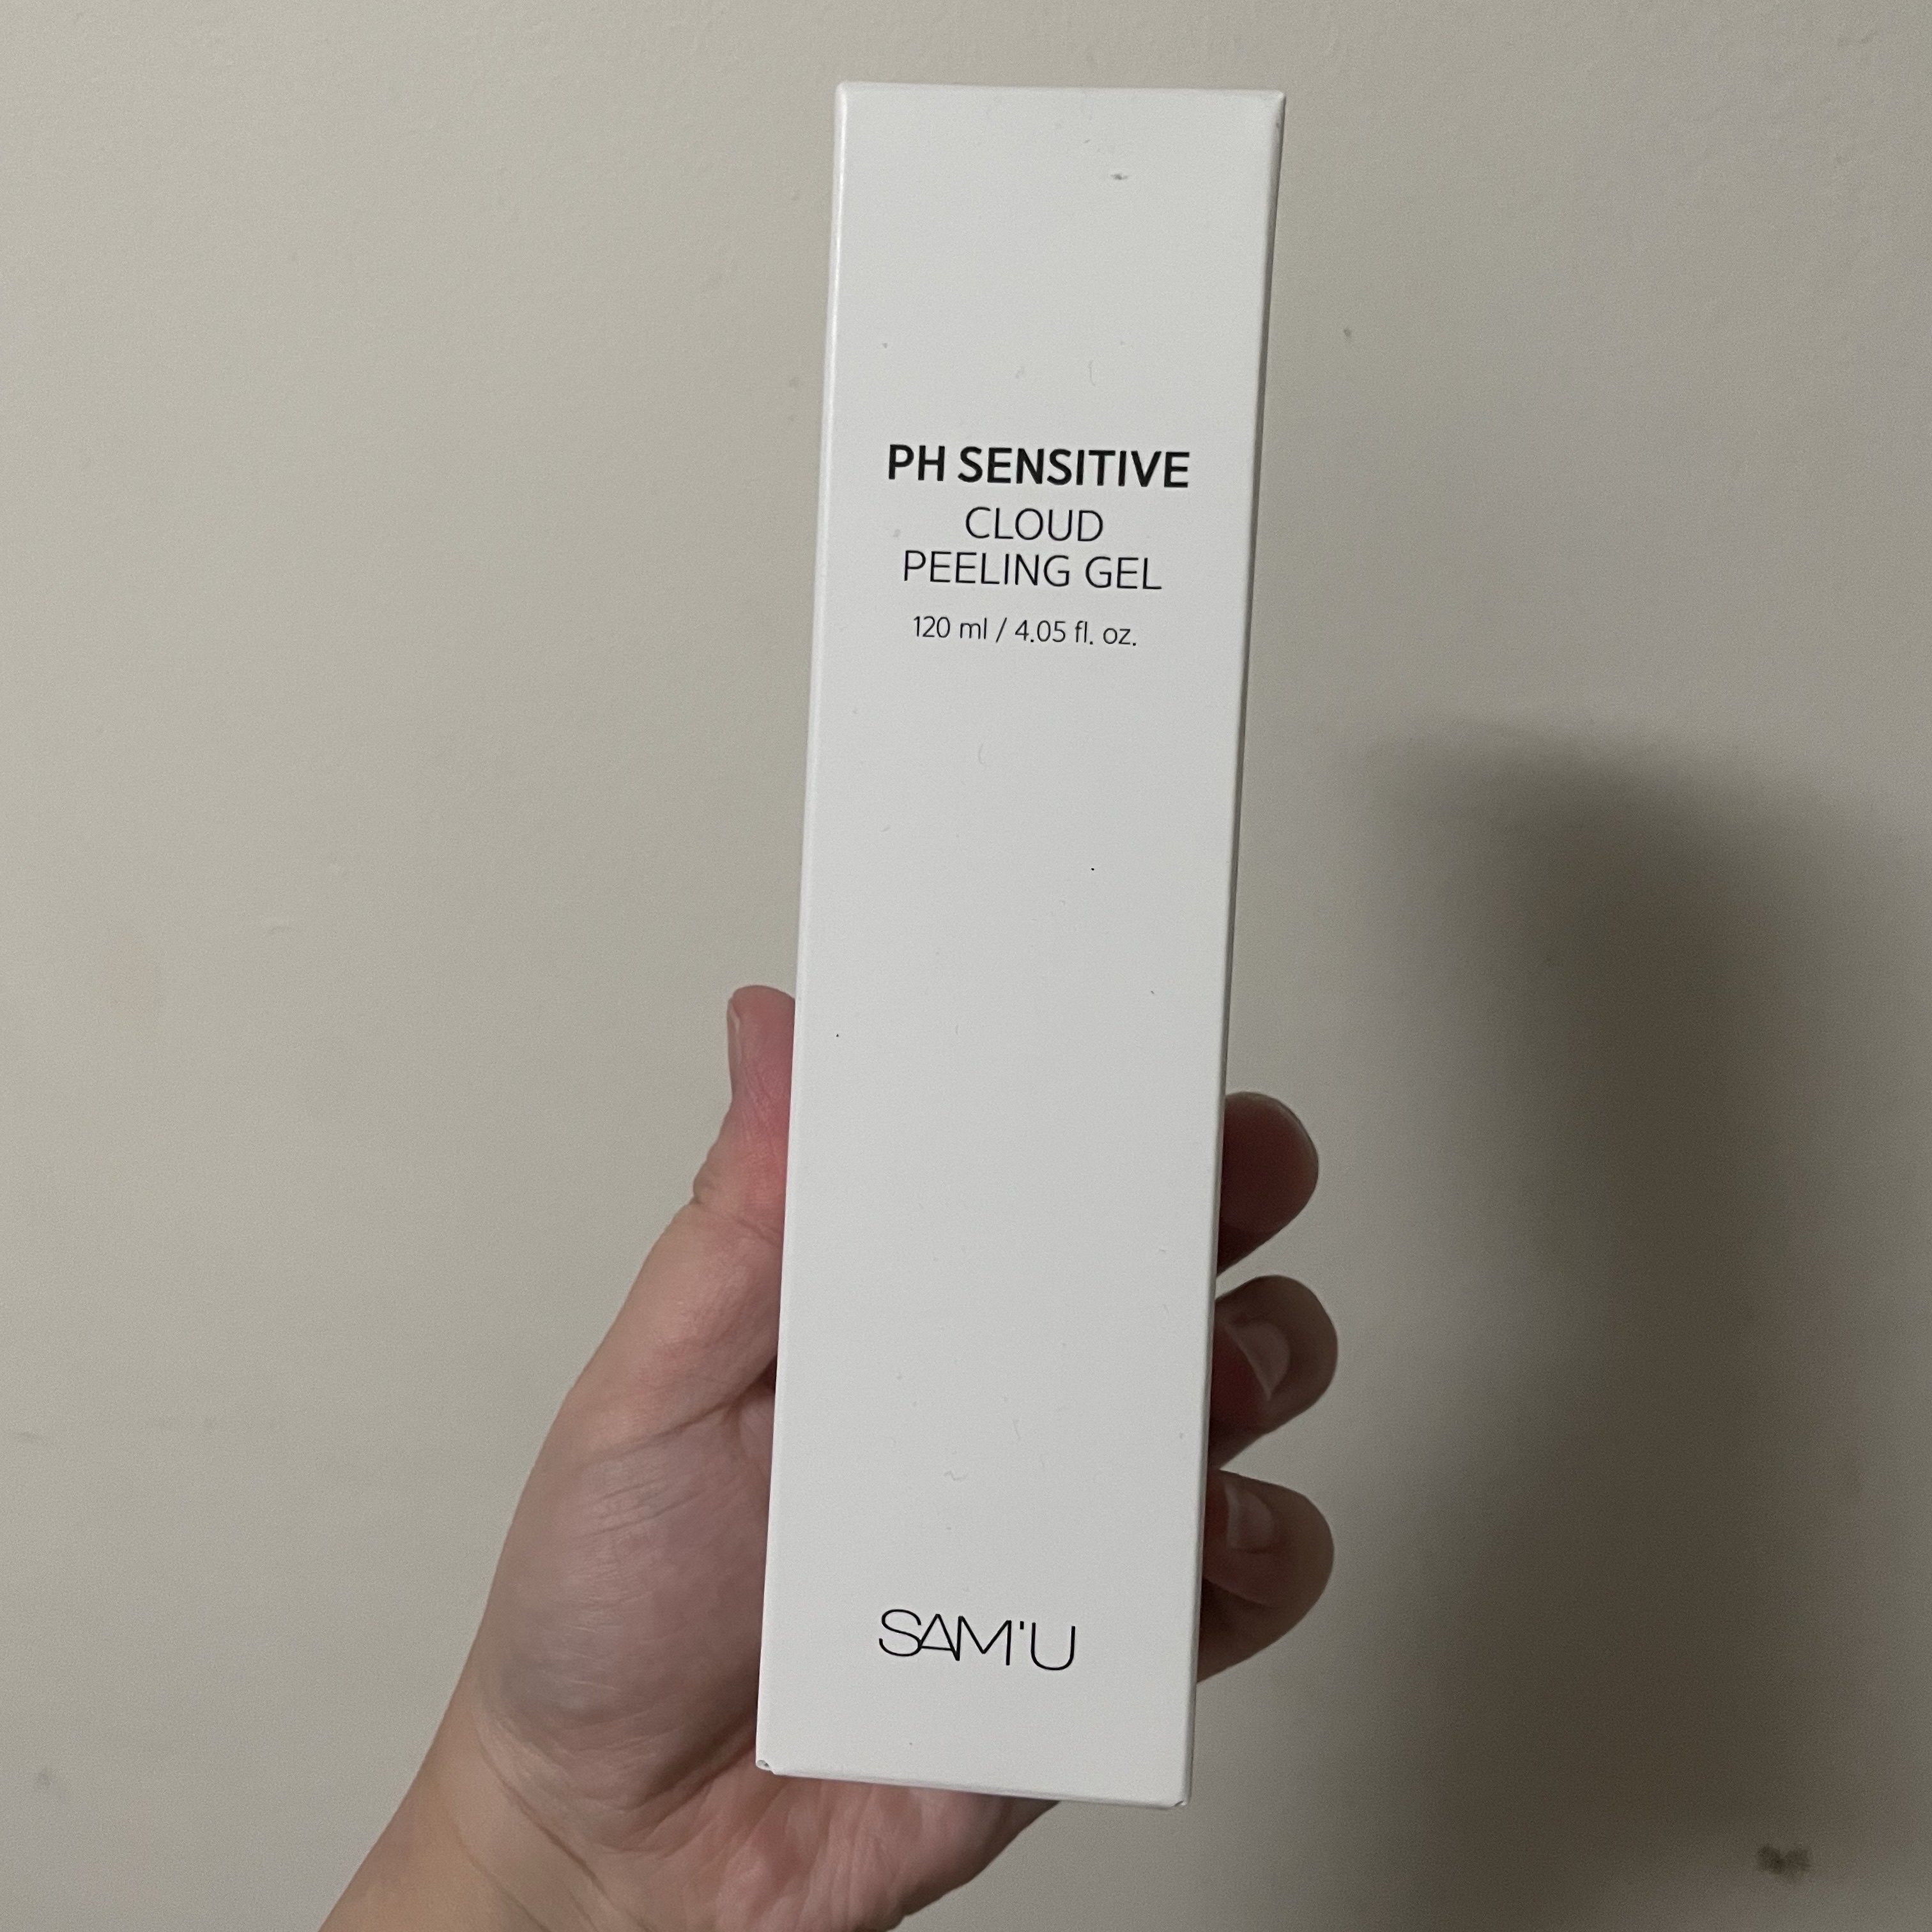 PH SENSITIVE
CLOUD
PEELING GEL
120 ml / 4.05 fl. oz.
SAM'U